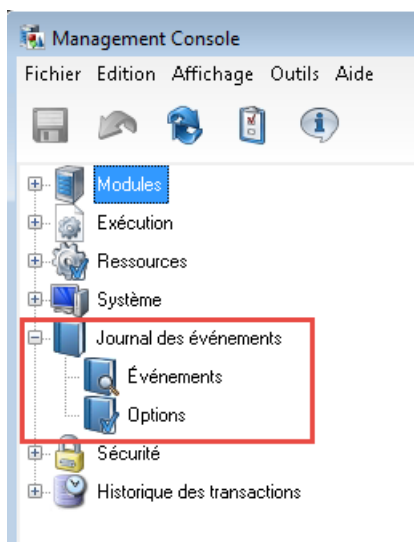 Management Console
Fichier Edition Affichage Outils Aide
Modules
Exécution
Ressources
Système
Journal des événements
Événements
Options
Sécurité
Historique des transactions